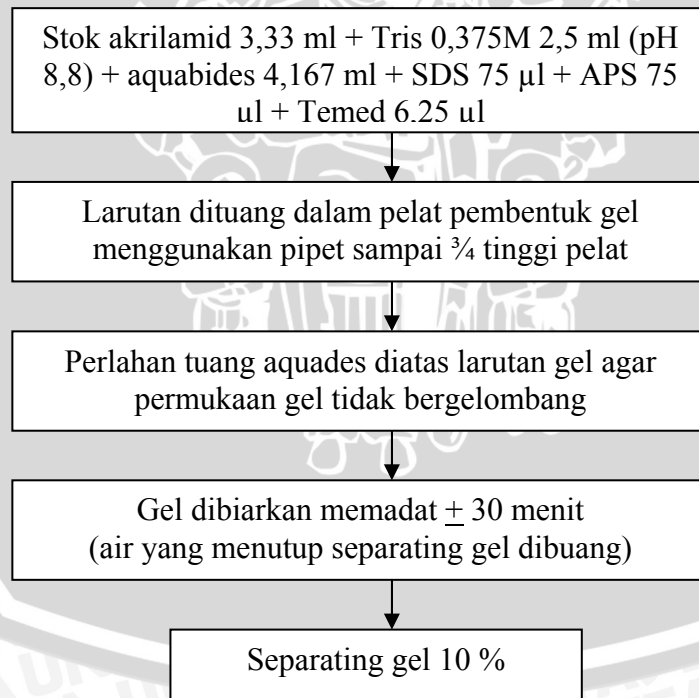 Stok akrilamid 3,33 ml + Tris 0,375M 2,5 ml (pH
8,8) + aquabides 4,167 ml + SDS 75 µl + APS 75
µl + Temed 6.25 µl
Larutan dituang dalam pelat pembentuk gel
menggunakan pipet sampai ¾ tinggi pelat
Perlahan tuang aquades diatas larutan gel agar
permukaan gel tidak bergelombang
Gel dibiarkan memadat ± 30 menit
(air yang menutup separating gel dibuang)
Separating gel 10 %